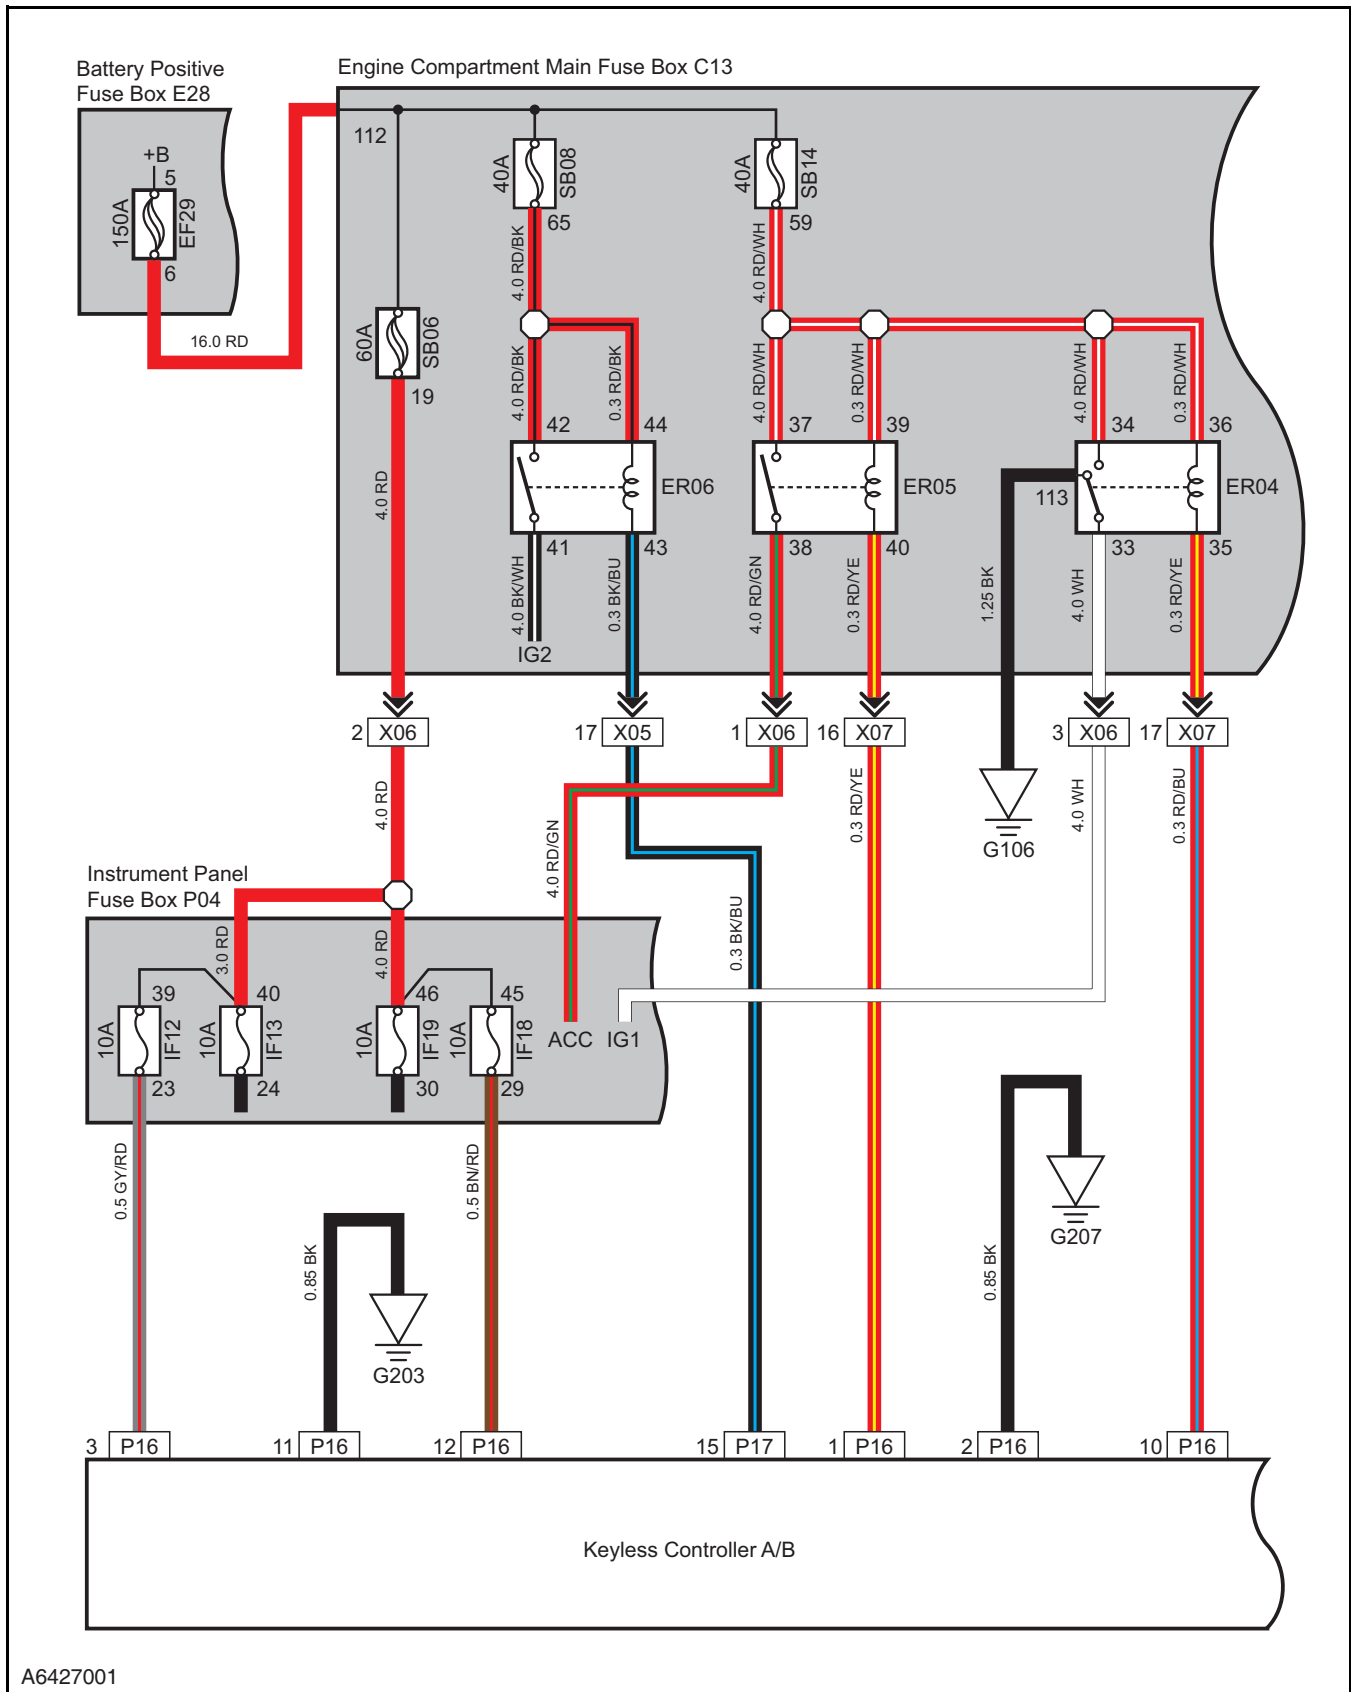 Battery Positive
Fuse Box E28
Engine Compartment Main Fuse Box C13
+B
5
150A
EF29
6
16.0 RD
112
40A
SB08
65
40A
SB14
59
4.0 RD/BK
4.0 RD/WH
60A
SB06
19
4.0 RD/BK
0.3 RD/BK
4.0 RD/WH
0.3 RD/WH
4.0 RD/WH
0.3 RD/WH
42
44
37
39
34
36
4.0 RD
ER06
ER05
113
ER04
41
43
38
40
33
35
4.0 BK/WH
0.3 BK/BU
4.0 RD/GN
0.3 RD/YE
1.25 BK
4.0 WH
0.3 RD/YE
IG2
2 X06
17 X05
1 X06
16 X07
3 X06
17 X07
4.0 RD
4.0 RD/GN
0.3 RD/YE
G106
4.0 WH
0.3 RD/BU
Instrument Panel
Fuse Box P04
3.0 RD
4.0 RD
0.3 BK/BU
39
40
46
45
10A
IF12
10A
IF13
10A
IF19
10A
IF18
ACC
IG1
23
24
30
29
0.5 GY/RD
0.5 BN/RD
G207
0.85 BK
0.85 BK
G203
3 P16
11 P16
12 P16
15 P17
1 P16
2 P16
10 P16
Keyless Controller A/B
A6427001